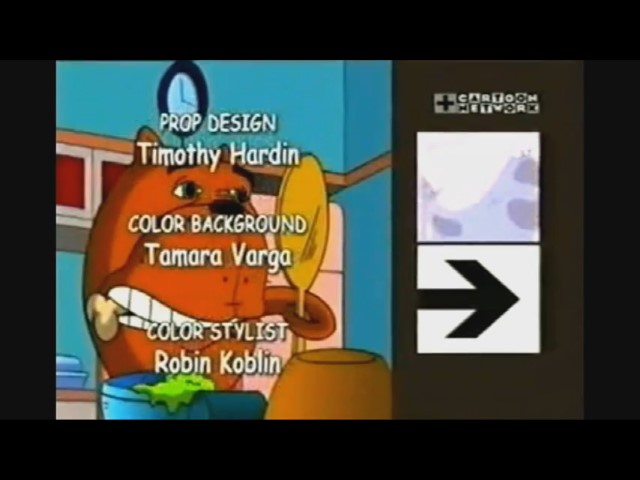 PROP DESIGN
Timothy Hardin
COLOR BACKGROUND
Tamara Varga
COLOR STYLIST
Robin Koblin
CARTOON
NETWORK